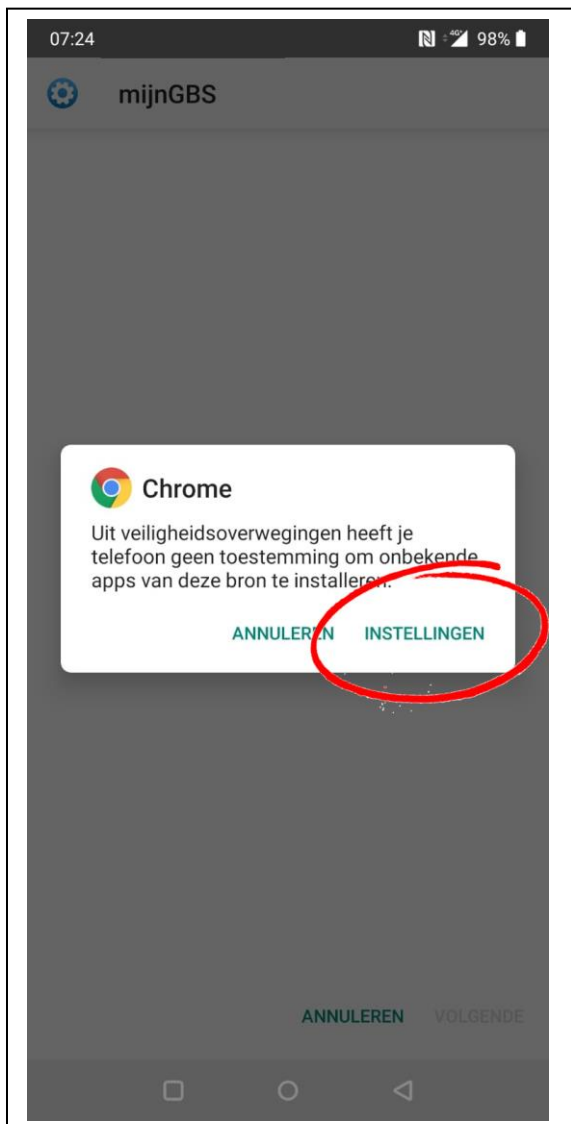 07:24 4G+ 98%
mijnGBS
Chrome
Uit veiligheidsoverwegingen heeft je
telefoon geen toestemming om onbekende
apps van deze bron te installeren.
ANNULEREN INSTELLINGEN
ANNULEREN VOLGENDE